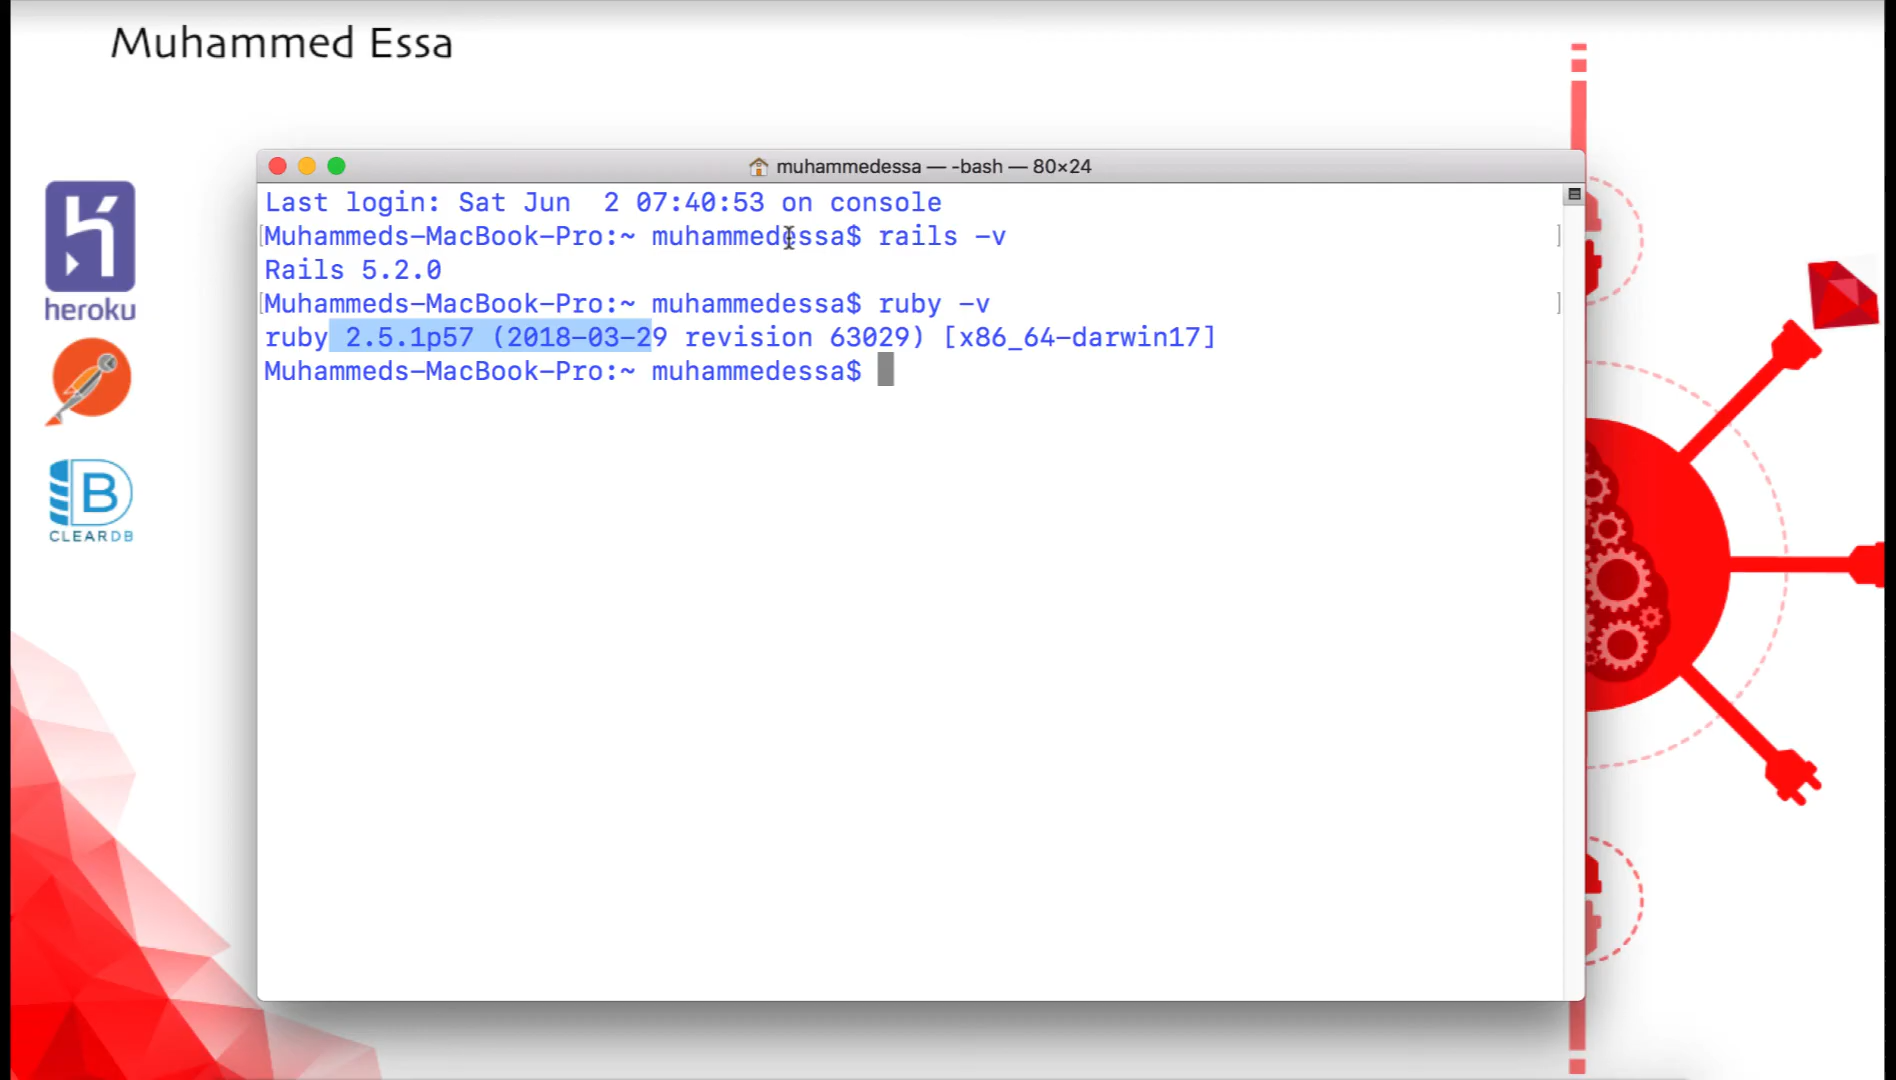 Muhammed Essa
muhammedessa — -bash — 80×24
Last login: Sat Jun  2 07:40:53 on console
[Muhammeds-MacBook-Pro:~ muhammedessa$ rails -v ]
Rails 5.2.0
[Muhammeds-MacBook-Pro:~ muhammedessa$ ruby -v ]
ruby 2.5.1p57 (2018-03-29 revision 63029) [x86_64-darwin17]
Muhammeds-MacBook-Pro:~ muhammedessa$
heroku
B
CLEARDB